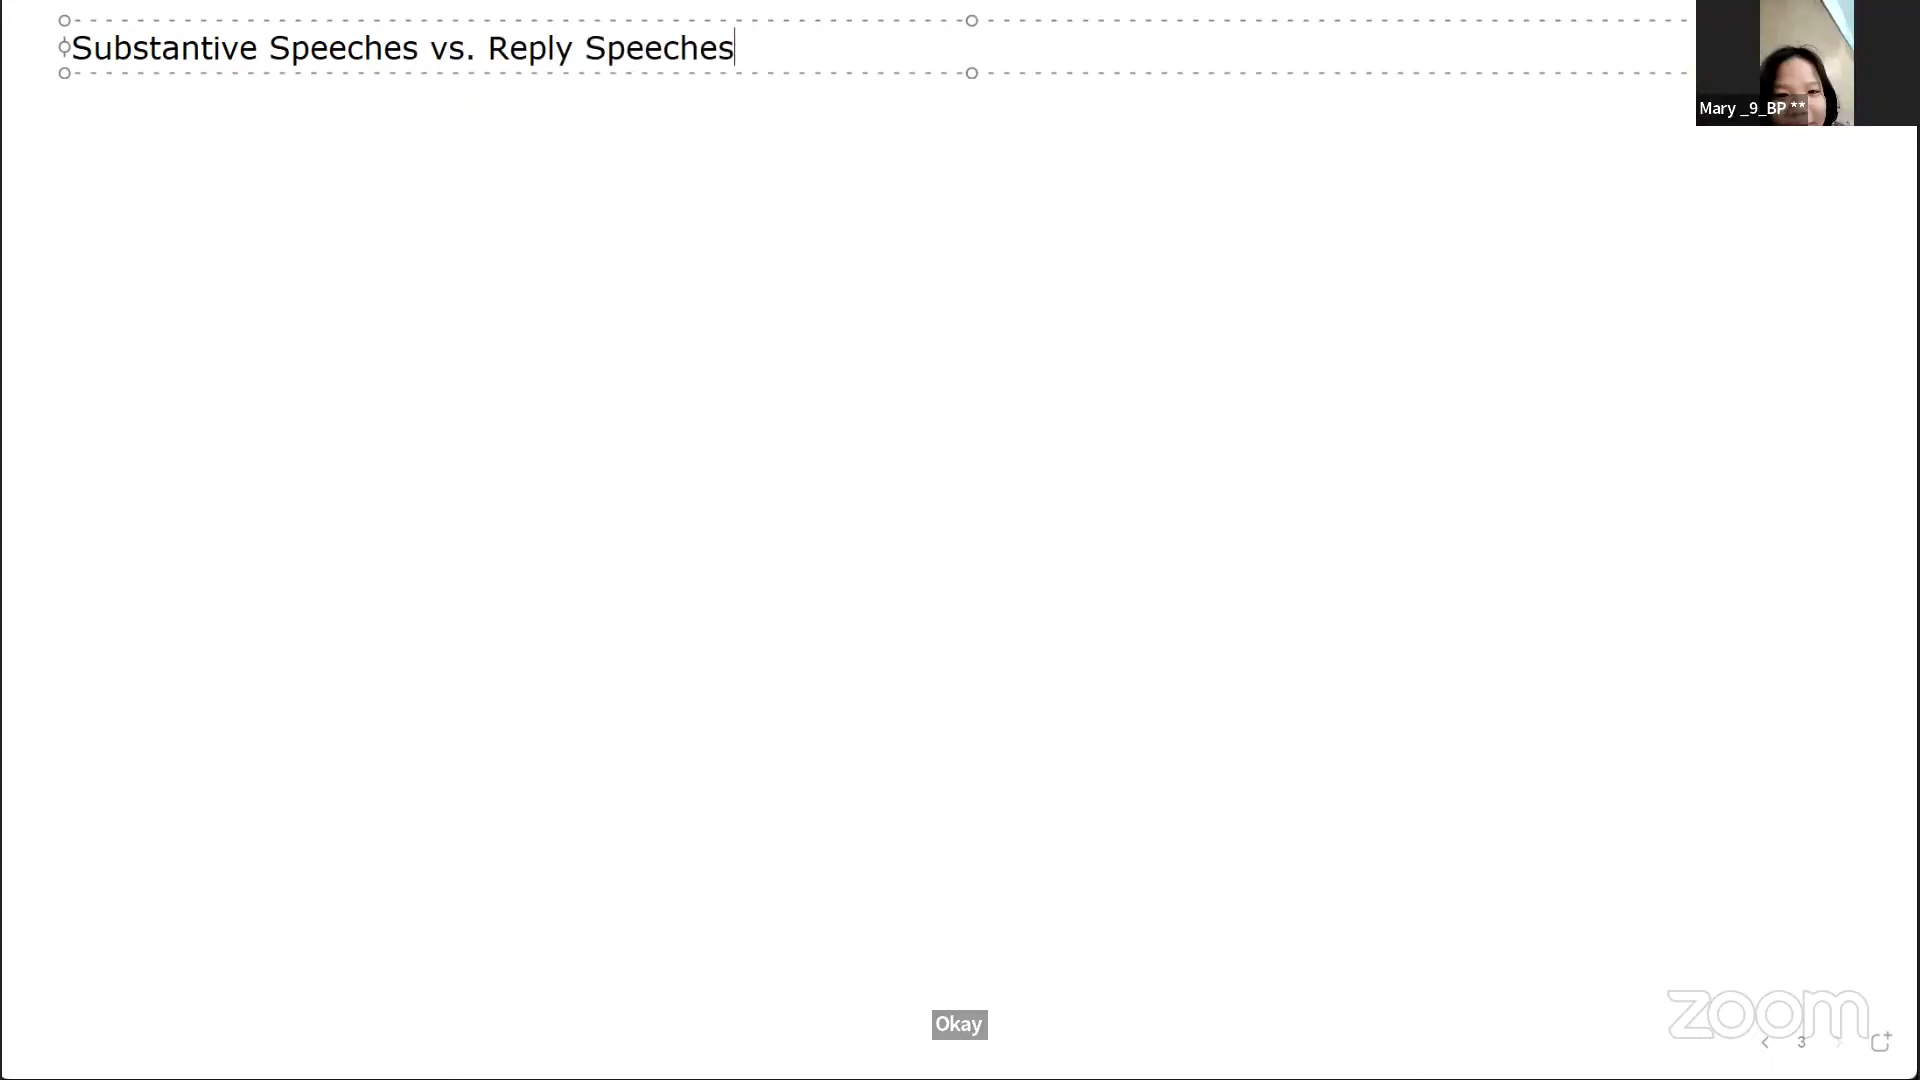 Substantive Speeches vs. Reply Speeches
Mary _9_BP **
Okay
zoom
3